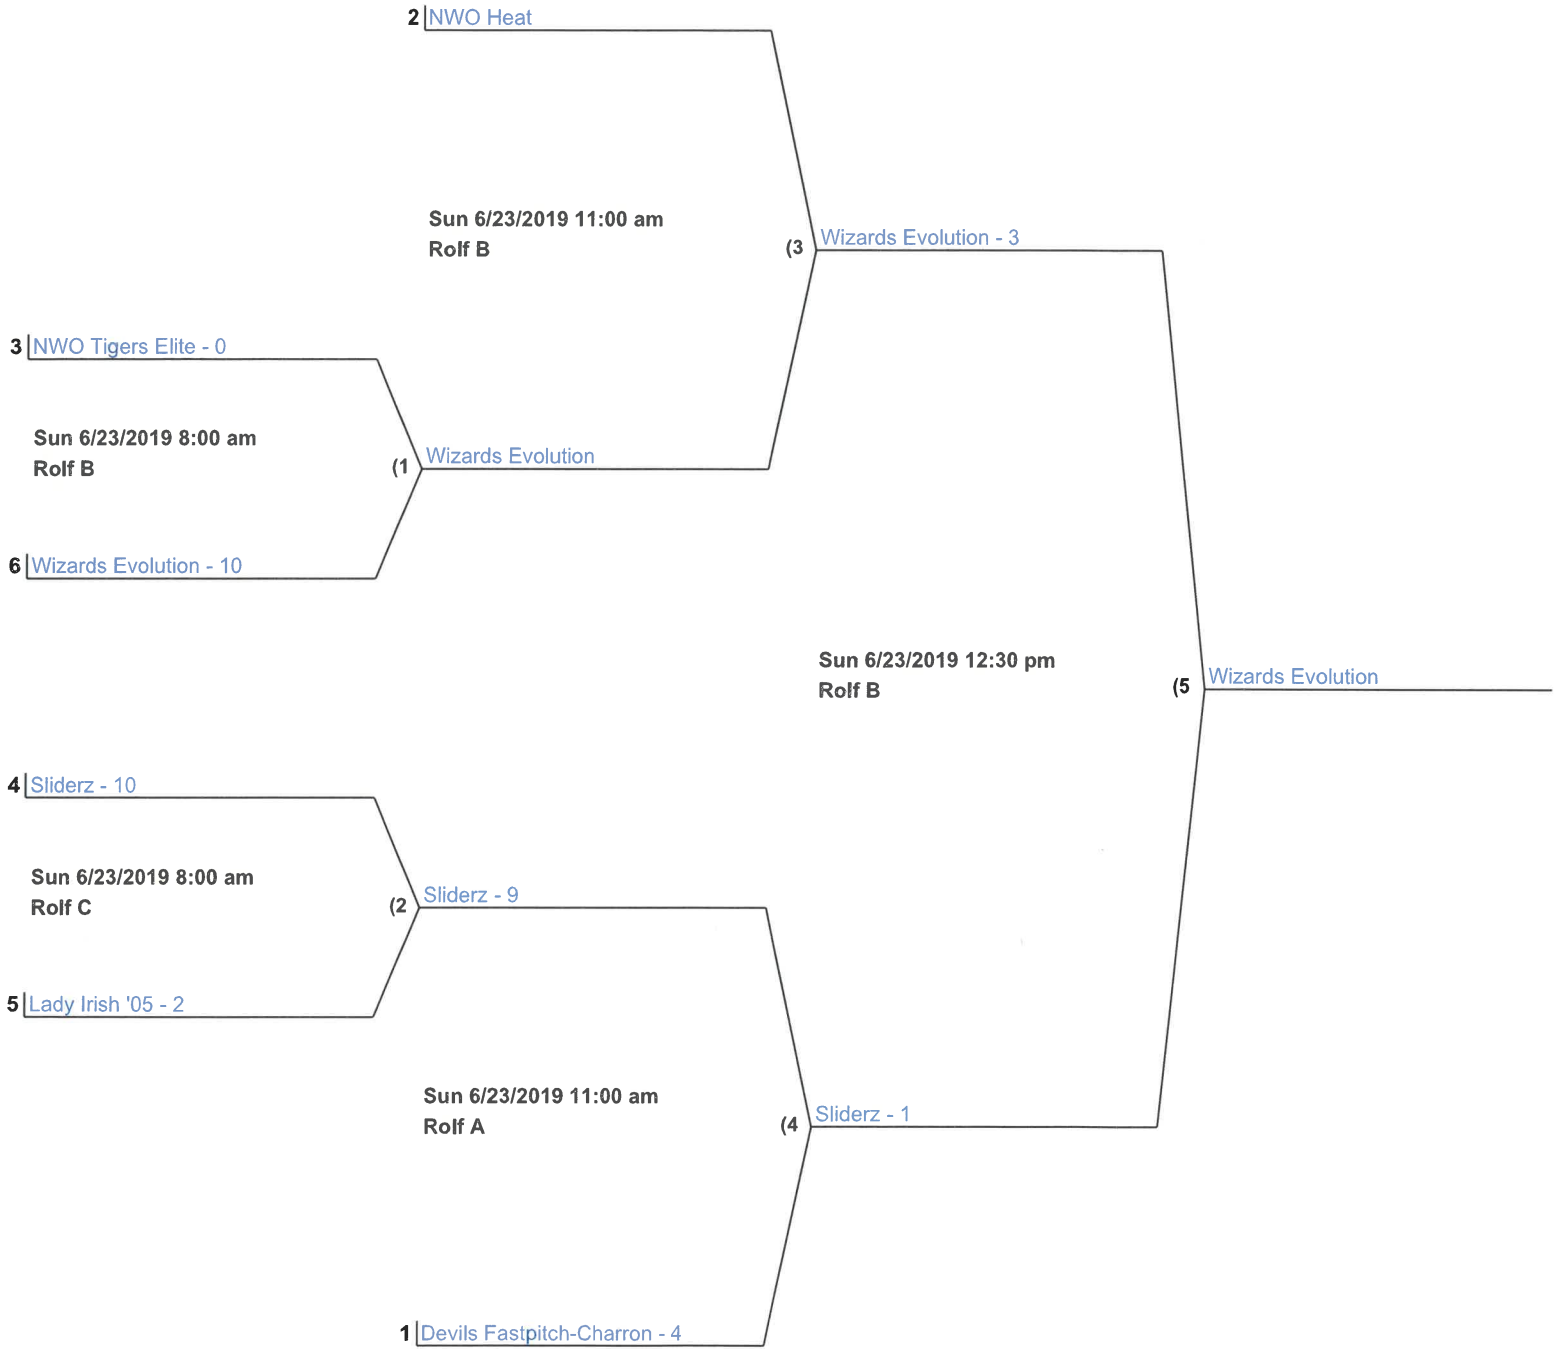 2 NWO Heat
Sun 6/23/2019 11:00 am
Rolf B
(3
Wizards Evolution - 3
3 NWO Tigers Elite - 0
Sun 6/23/2019 8:00 am
Rolf B
(1
Wizards Evolution
6 Wizards Evolution - 10
Sun 6/23/2019 12:30 pm
Rolf B
(5
Wizards Evolution
4 Sliderz - 10
Sun 6/23/2019 8:00 am
Rolf C
(2
Sliderz - 9
5 Lady Irish '05 - 2
Sun 6/23/2019 11:00 am
Rolf A
(4
Sliderz - 1
1 Devils Fastpitch-Charron - 4